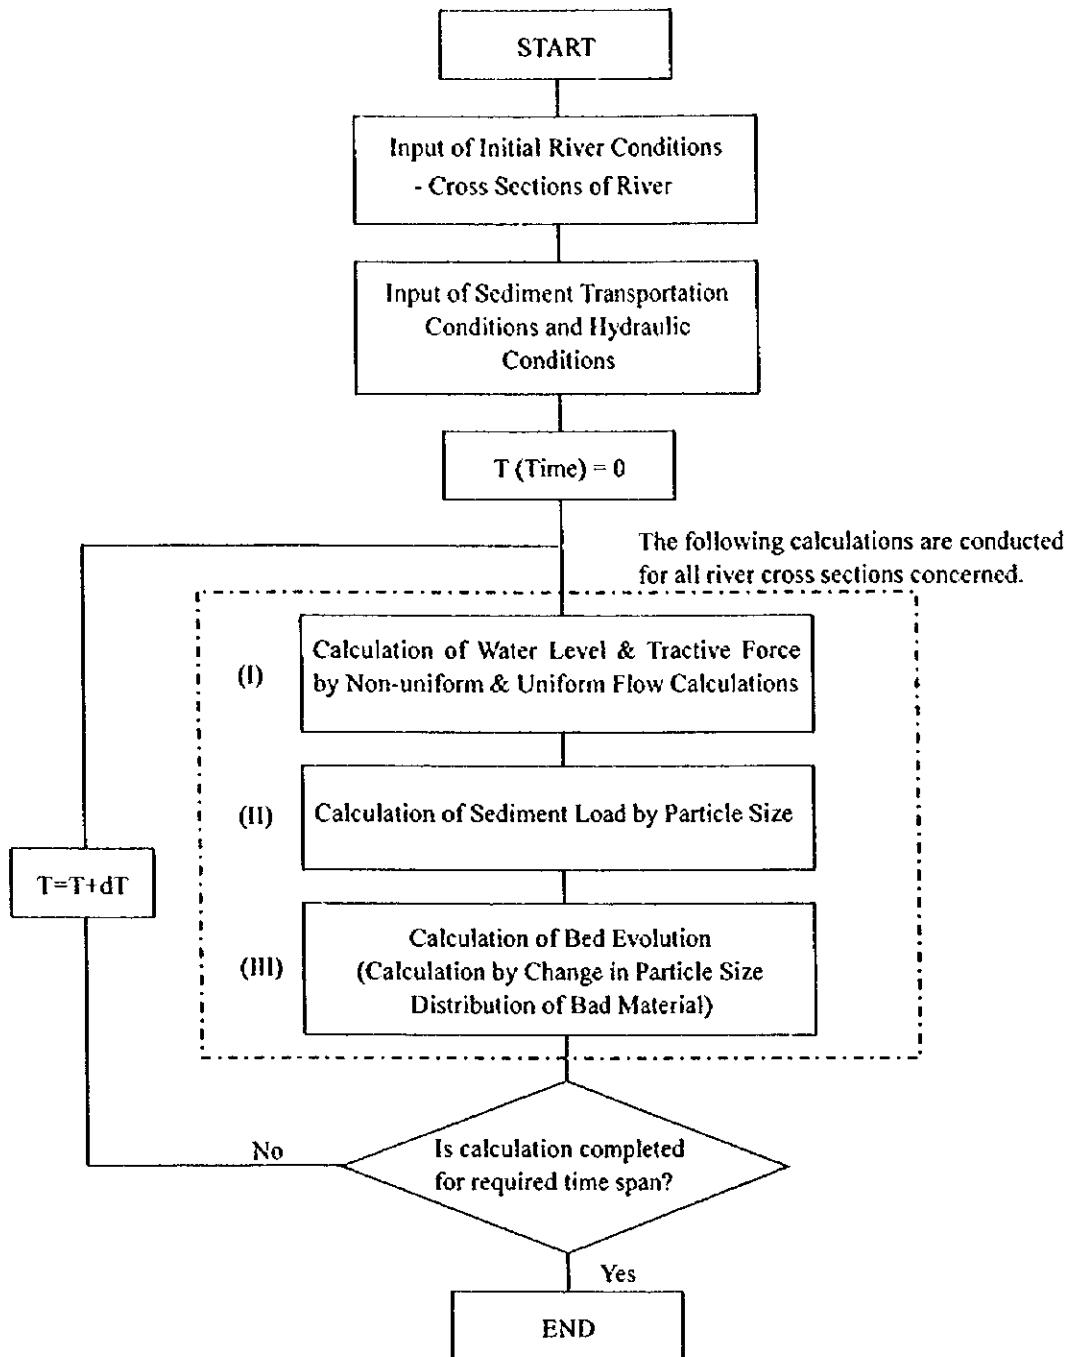 START
Input of Initial River Conditions
- Cross Sections of River
Input of Sediment Transportation
Conditions and Hydraulic
Conditions
T (Time) = 0
The following calculations are conducted
for all river cross sections concerned.
(I)
Calculation of Water Level & Tractive Force
by Non-uniform & Uniform Flow Calculations
(II)
Calculation of Sediment Load by Particle Size
T=T+dT
(III)
Calculation of Bed Evolution
(Calculation by Change in Particle Size
Distribution of Bad Material)
No
Is calculation completed
for required time span?
Yes
END